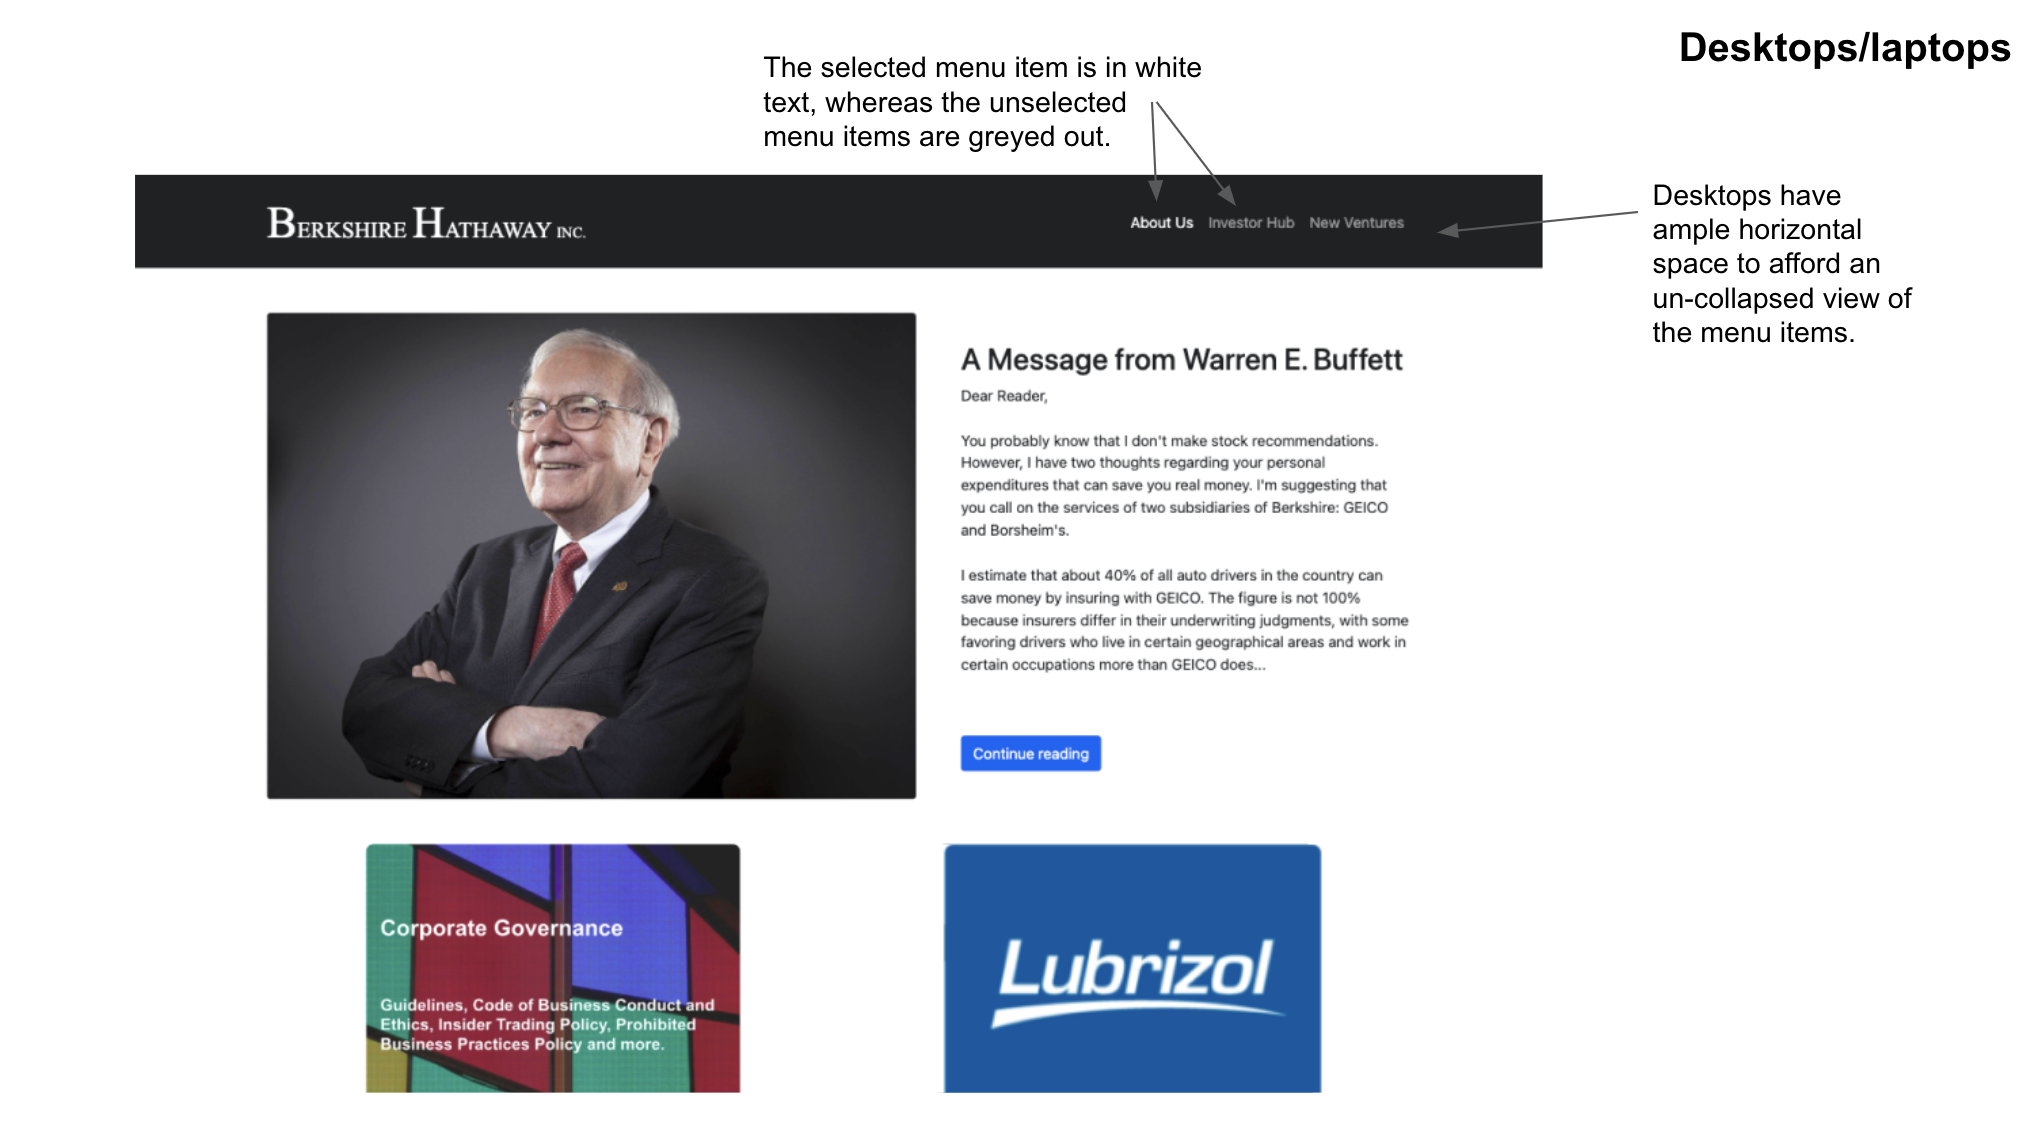 Desktops/laptops
The selected menu item is in white
text, whereas the unselected
menu items are greyed out.
BERKSHIRE HATHAWAY INC.
About Us Investor Hub New Ventures
Desktops have
ample horizontal
space to afford an
un-collapsed view of
the menu items.
A Message from Warren E. Buffett
Dear Reader,
You probably know that I don't make stock recommendations.
However, I have two thoughts regarding your personal
expenditures that can save you real money. I'm suggesting that
you call on the services of two subsidiaries of Berkshire: GEICO
and Borsheim's.
I estimate that about 40% of all auto drivers in the country can
save money by insuring with GEICO. The figure is not 100%
because insurers differ in their underwriting judgments, with some
favoring drivers who live in certain geographical areas and work in
certain occupations more than GEICO does...
Continue reading
Corporate Governance
Guidelines, Code of Business Conduct and
Ethics, Insider Trading Policy, Prohibited
Business Practices Policy and more.
Lubrizol